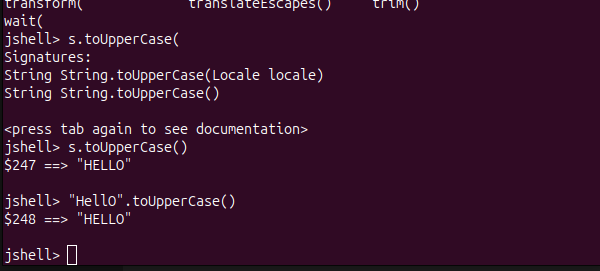 transform(             translateEscapes()     trim()
wait(
jshell> s.toUpperCase(
Signatures:
String String.toUpperCase(Locale locale)
String String.toUpperCase()

<press tab again to see documentation>
jshell> s.toUpperCase()
$247 ==> "HELLO"

jshell> "HellO".toUpperCase()
$248 ==> "HELLO"

jshell>